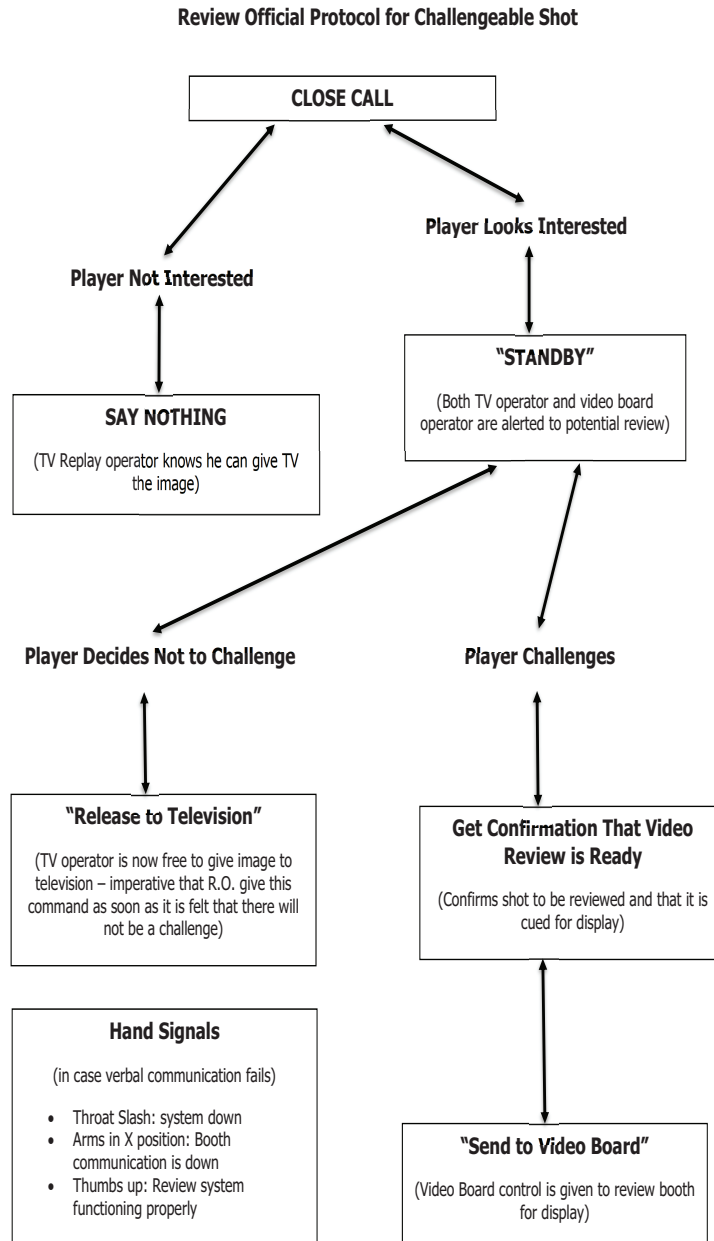 Review Official Protocol for Challengeable Shot
CLOSE CALL
Player Looks Interested
Player Not Interested
“STANDBY”
(Both TV operator and video board
operator are alerted to potential review)
SAY NOTHING
(TV Replay operator knows he can give TV
the image)
Player Decides Not to Challenge
Player Challenges
“Release to Television”
(TV operator is now free to give image to
television – imperative that R.O. give this
command as soon as it is felt that there will
not be a challenge)
Get Confirmation That Video
Review is Ready
(Confirms shot to be reviewed and that it is
cued for display)
Hand Signals
(in case verbal communication fails)
• Throat Slash: system down
• Arms in X position: Booth
communication is down
• Thumbs up: Review system
functioning properly
“Send to Video Board”
(Video Board control is given to review booth
for display)